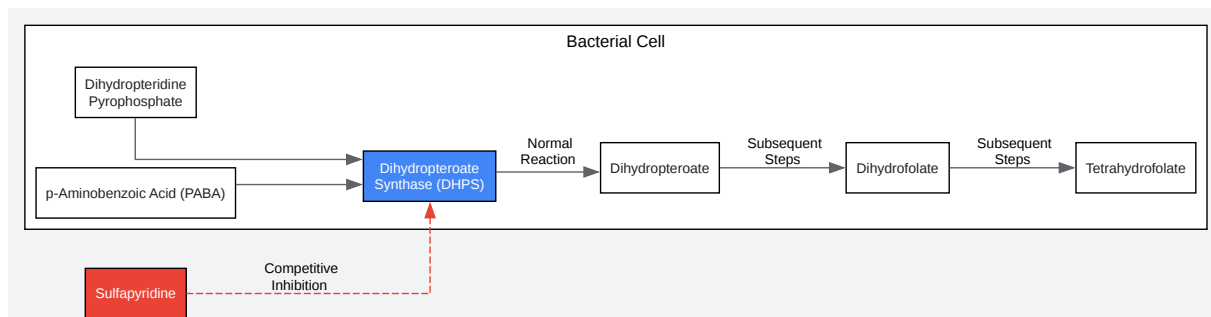 Bacterial Cell
Dihydropteridine
Pyrophosphate
p-Aminobenzoic Acid (PABA)
Dihydropteroate
Synthase (DHPS)
Normal
Reaction
Dihydropteroate
Subsequent
Steps
Dihydrofolate
Subsequent
Steps
Tetrahydrofolate
Sulfapyridine
Competitive
Inhibition